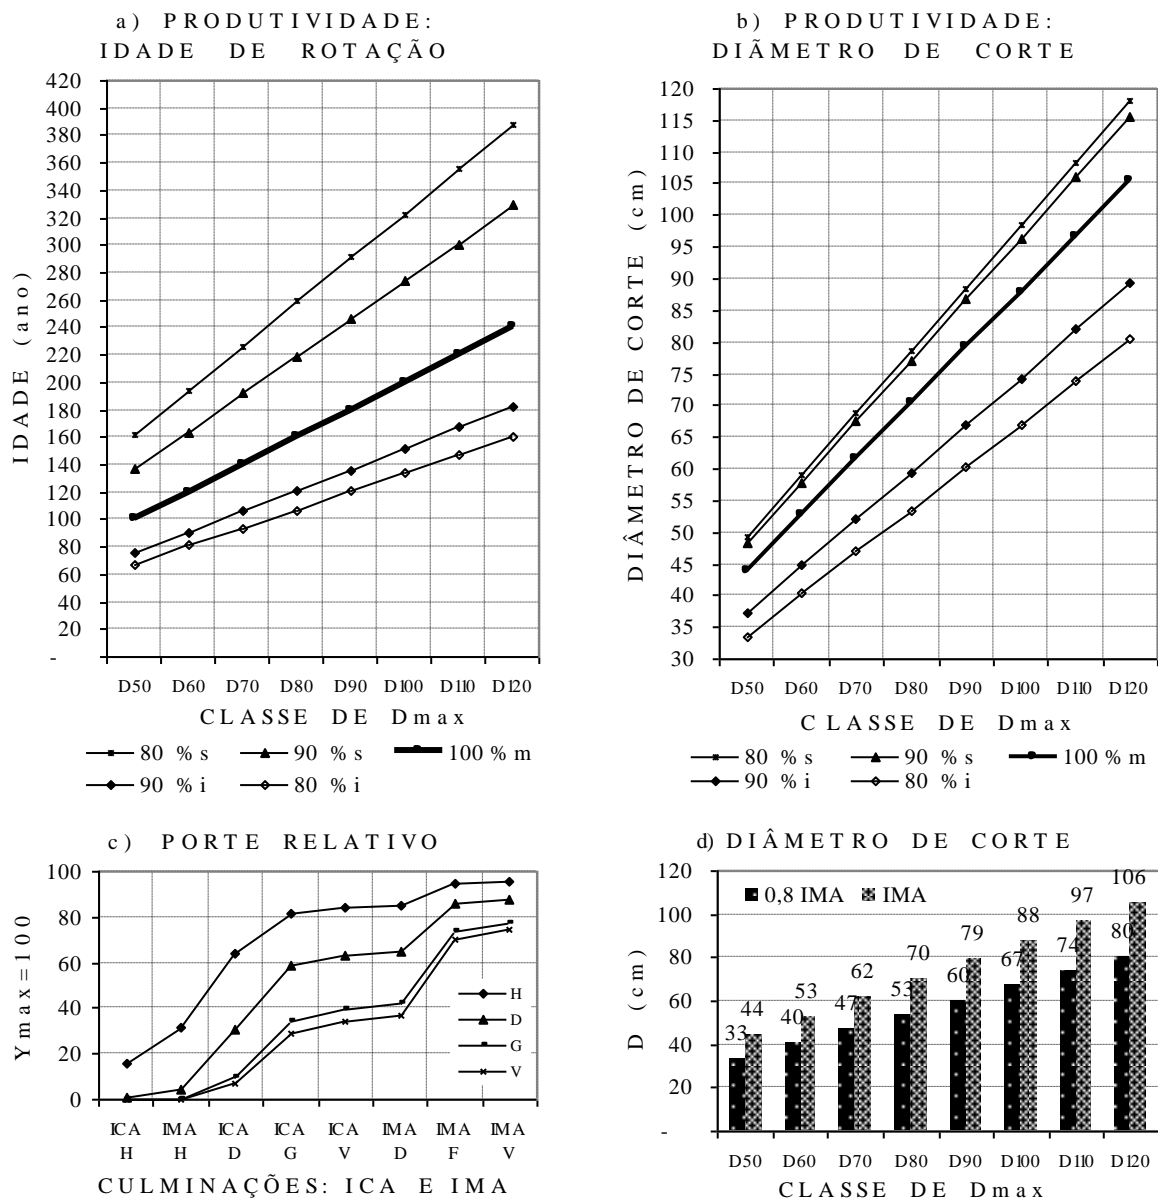 a) PRODUTIVIDADE:
IDADE DE ROTAÇÃO
IDADE (ano)
420
400
380
360
340
320
300
280
260
240
220
200
180
160
140
120
100
80
60
40
20
-
D50 D60 D70 D80 D90 D100 D110 D120
CLASSE DE Dmax
80 % s 90 % s 100 % m
90 % i 80 % i
b) PRODUTIVIDADE:
DIÃMETRO DE CORTE
DIÂMETRO DE CORTE (cm)
120
115
110
105
100
95
90
85
80
75
70
65
60
55
50
45
40
35
30
D50 D60 D70 D80 D90 D100 D110 D120
CLASSE DE Dmax
80 % s 90 % s 100 % m
90 % i 80 % i
c) PORTE RELATIVO
Ymax=100
100
80
60
40
20
0
H
D
G
V
ICA IMA ICA ICA ICA IMA IMA IMA
H H D G V D F V
CULMINAÇÕES: ICA E IMA
d) DIÂMETRO DE CORTE
D (cm)
120
100
80
60
40
20
-
0,8 IMA IMA
33 44 40 53 47 62 53 70 60 79 67 88 74 97 80 106
D50 D60 D70 D80 D90 D100 D110 D120
CLASSE DE Dmax